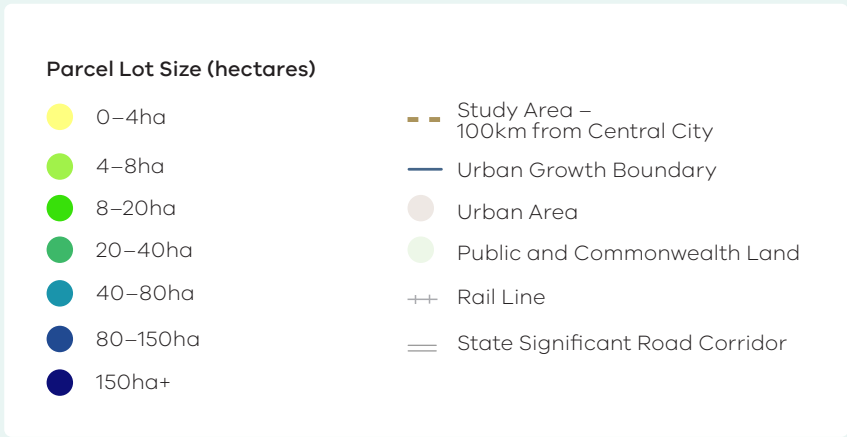 Parcel Lot Size (hectares)
0–4ha
4–8ha
8–20ha
20–40ha
40–80ha
80–150ha
150ha+
Study Area –
100km from Central City
Urban Growth Boundary
Urban Area
Public and Commonwealth Land
Rail Line
State Significant Road Corridor